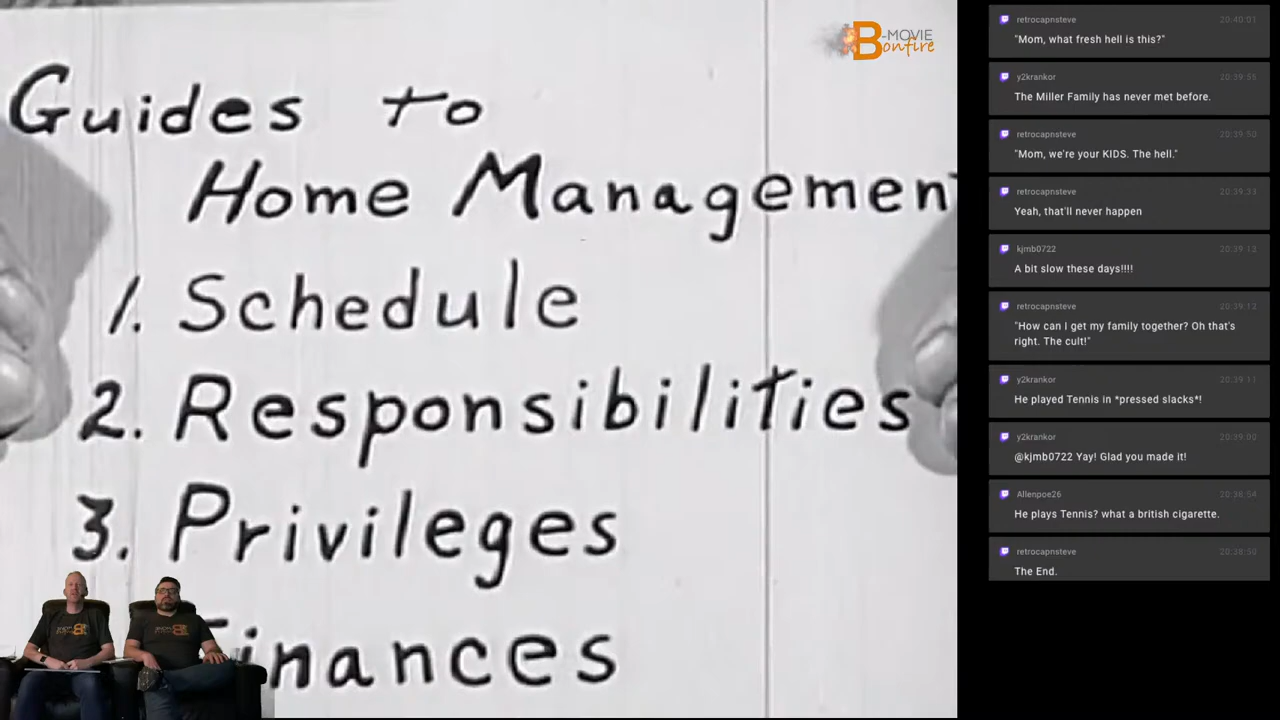 B-MOVIE
Bonfire
Guides to
Home Managemen
1. Schedule
2. Responsibilities
3. Privileges
Finances
retrocapnsteve 20:40:01
"Mom, what fresh hell is this?"
y2krankor 20:39:55
The Miller Family has never met before.
retrocapnsteve 20:39:50
"Mom, we're your KIDS. The hell."
retrocapnsteve 20:39:33
Yeah, that'll never happen
kjmb0722 20:39:12
A bit slow these days!!!!
retrocapnsteve 20:39:12
"How can I get my family together? Oh that's
right. The cult!"
y2krankor 20:39:11
He played Tennis in *pressed slacks*!
y2krankor 20:39:00
@kjmb0722 Yay! Glad you made it!
Allenpoe26 20:38:54
He plays Tennis? what a british cigarette.
retrocapnsteve 20:38:50
The End.